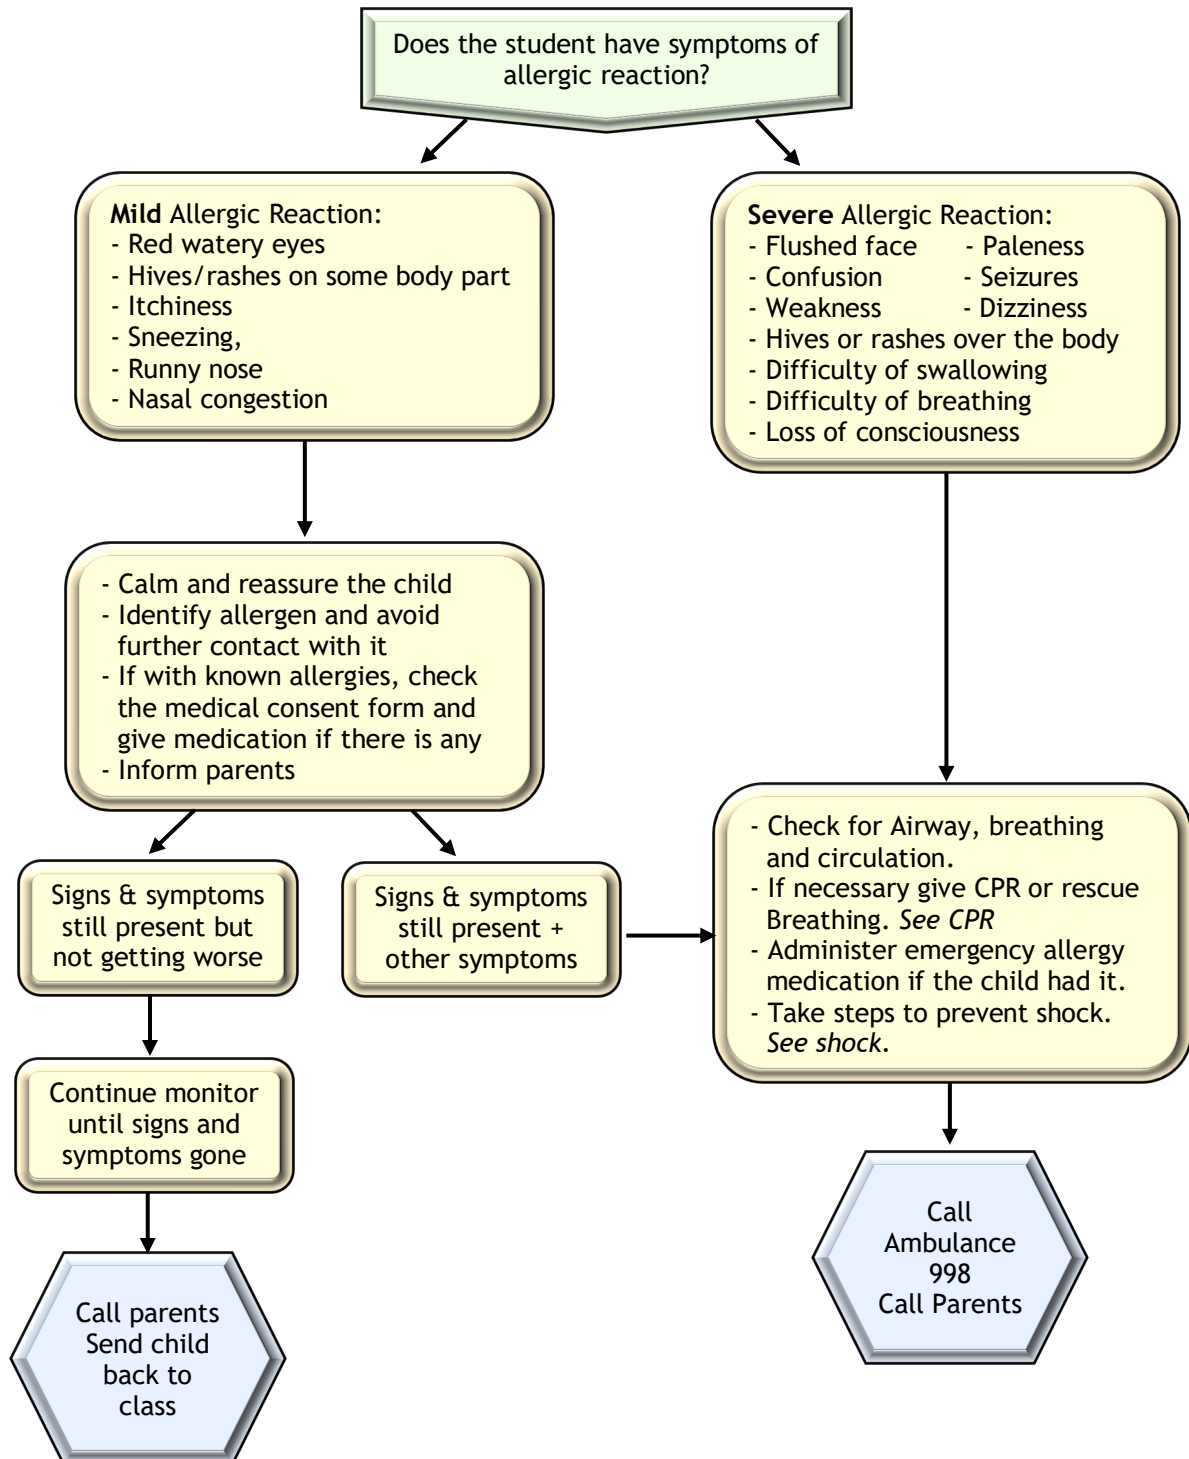 Does the student have symptoms of
allergic reaction?
Mild Allergic Reaction:
- Red watery eyes
- Hives/rashes on some body part
- Itchiness
- Sneezing,
- Runny nose
- Nasal congestion
Severe Allergic Reaction:
- Flushed face - Paleness
- Confusion - Seizures
- Weakness - Dizziness
- Hives or rashes over the body
- Difficulty of swallowing
- Difficulty of breathing
- Loss of consciousness
- Calm and reassure the child
- Identify allergen and avoid
further contact with it
- If with known allergies, check
the medical consent form and
give medication if there is any
- Inform parents
Signs & symptoms
still present but
not getting worse
Signs & symptoms
still present +
other symptoms
- Check for Airway, breathing
and circulation.
- If necessary give CPR or rescue
Breathing. See CPR
- Administer emergency allergy
medication if the child had it.
- Take steps to prevent shock.
See shock.
Continue monitor
until signs and
symptoms gone
Call parents
Send child
back to
class
Call
Ambulance
998
Call Parents